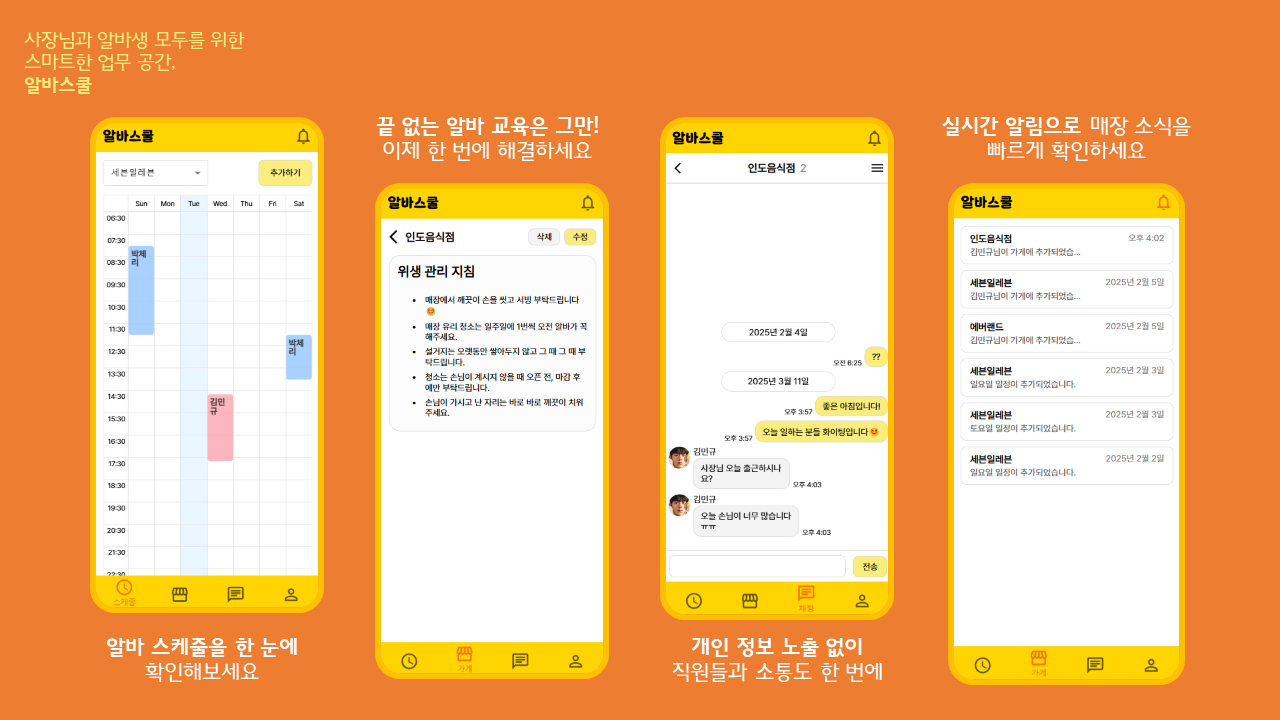 사장님과 알바생 모두를 위한
스마트한 업무 공간,
알바스쿨
알바스쿨
세븐일레븐
추가하기
Sun Mon Tue Wed Thu Fri Sat
06:30
07:30
박체
리
08:30
09:30
10:30
11:30
박체
리
12:30
13:30
14:30
김민
규
15:30
16:30
17:30
18:30
19:30
20:30
21:30
22:30
스케줄
알바 스케줄을 한 눈에
확인해보세요
끝 없는 알바 교육은 그만!
이제 한 번에 해결하세요
알바스쿨
인도음식점
삭제
수정
위생 관리 지침
• 매장에서 깨끗이 손을 씻고 서빙 부탁드립니다
😊
• 매장 유리 청소는 일주일에 1번씩 오전 알바가 꼭
해주세요.
• 설거지는 오랫동안 쌓아두지 않고 그 때 그 때 부
탁드립니다.
• 청소는 손님이 계시지 않을 때 오픈 전, 마감 후
에만 부탁드립니다.
• 손님이 가시고 난 자리는 바로 바로 깨끗이 치워
주세요.
가게
알바스쿨
인도음식점 2
2025년 2월 4일
오전 6:25 ??
2025년 3월 11일
오후 3:57 좋은 아침입니다!
오후 3:57 오늘 일하는 분들 화이팅입니다😊
김민규
사장님 오늘 출근하시나
요?
오후 4:03
김민규
오늘 손님이 너무 많습니다
ㅠㅠ
오후 4:03
전송
채팅
개인 정보 노출 없이
직원들과 소통도 한 번에
실시간 알림으로 매장 소식을
빠르게 확인하세요
알바스쿨
인도음식점 오후 4:02
김민규님이 가게에 추가되었습...
세븐일레븐 2025년 2월 5일
김민규님이 가게에 추가되었습...
에버랜드 2025년 2월 5일
김민규님이 가게에 추가되었습...
세븐일레븐 2025년 2월 3일
일요일 일정이 추가되었습니다.
세븐일레븐 2025년 2월 3일
토요일 일정이 추가되었습니다.
세븐일레븐 2025년 2월 2일
일요일 일정이 추가되었습니다.
가게